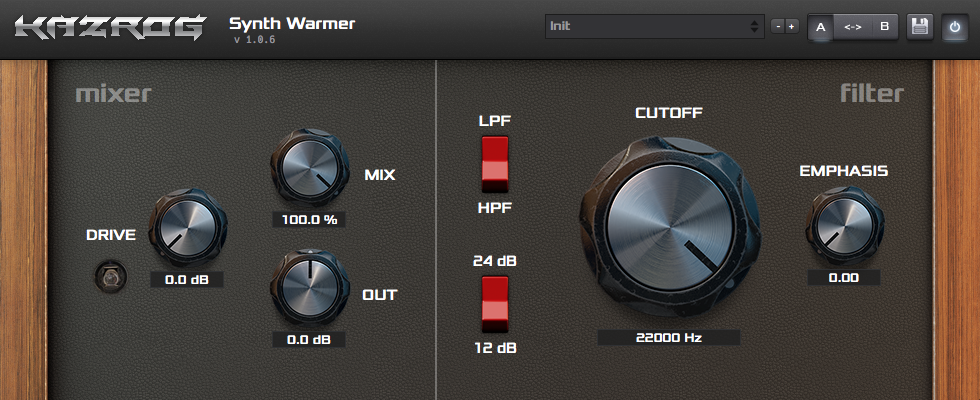 KAZROG
Synth Warmer
v 1.0.6
Init
- +
A <-> B
mixer
DRIVE
0.0 dB
MIX
100.0 %
OUT
0.0 dB
filter
LPF
HPF
24 dB
12 dB
CUTOFF
22000 Hz
EMPHASIS
0.00